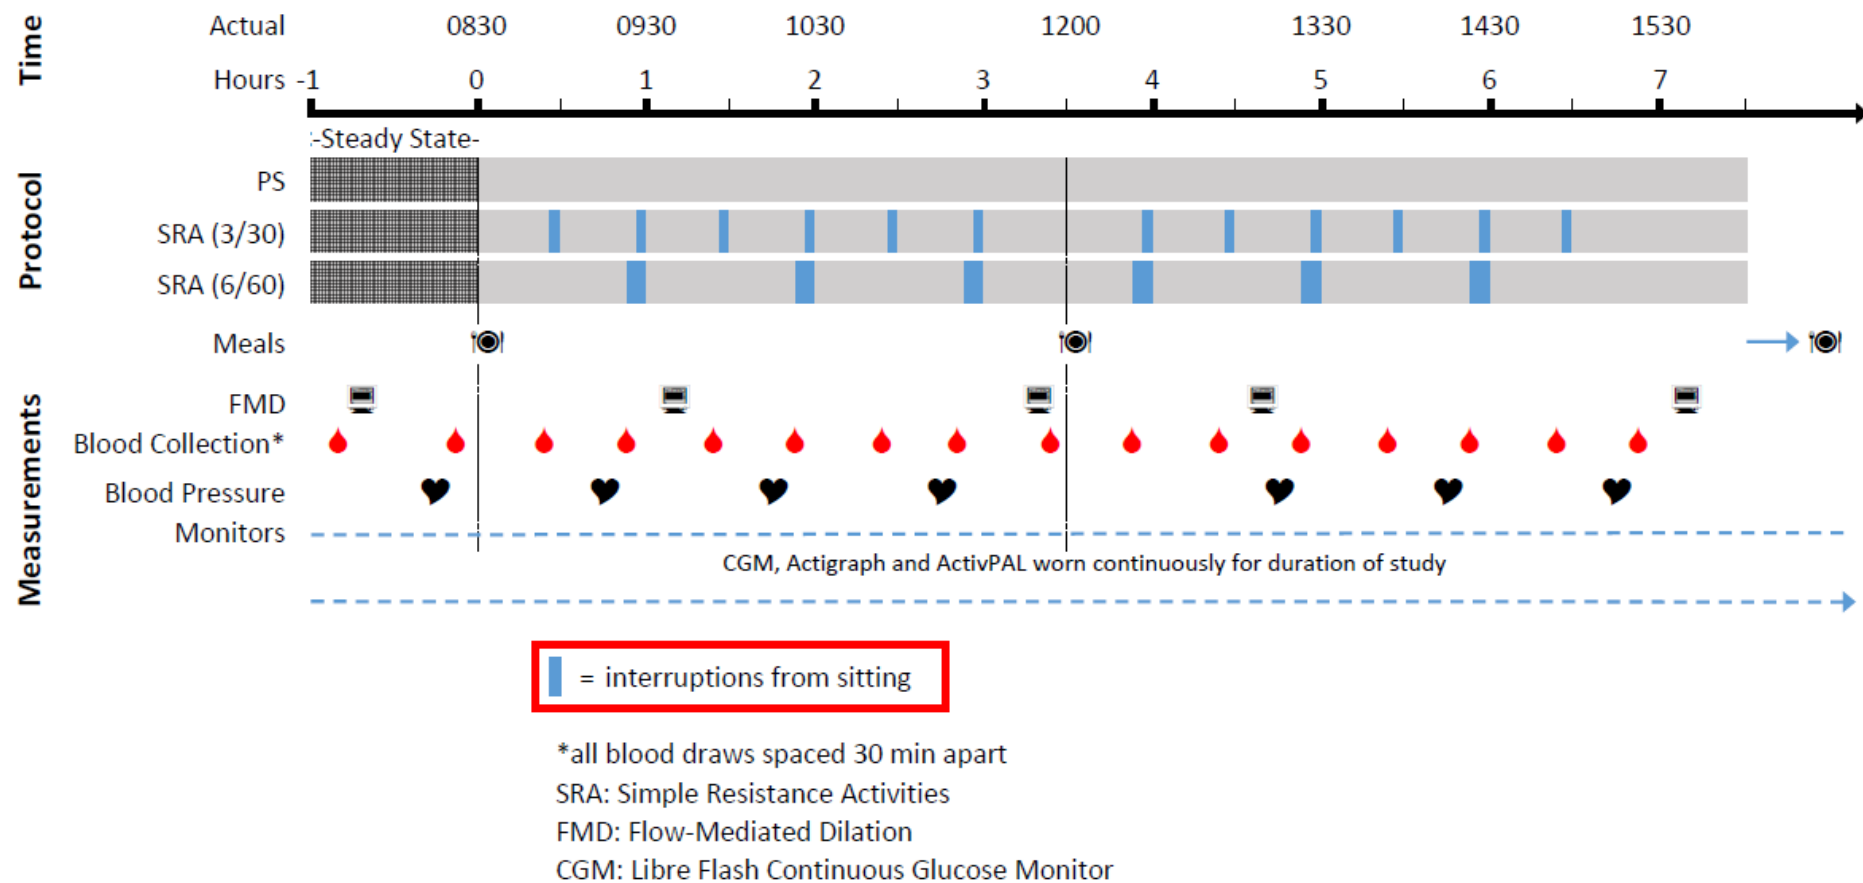 Time
Actual 0830 0930 1030 1200 1330 1430 1530
Hours -1 0 1 2 3 4 5 6 7
-Steady State-
Protocol
PS
SRA (3/30)
SRA (6/60)
Meals
Measurements
FMD
Blood Collection*
Blood Pressure
Monitors
CGM, Actigraph and ActivPAL worn continuously for duration of study
= interruptions from sitting
*all blood draws spaced 30 min apart
SRA: Simple Resistance Activities
FMD: Flow-Mediated Dilation
CGM: Libre Flash Continuous Glucose Monitor